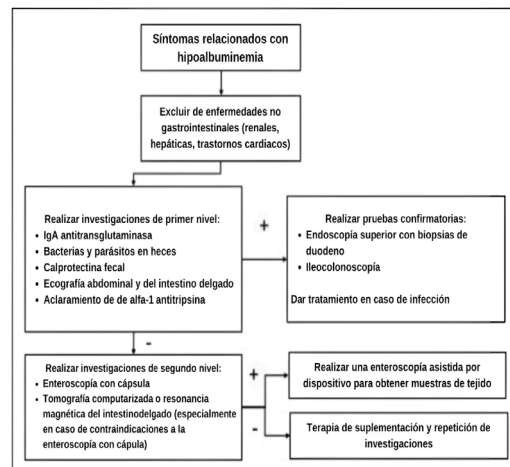 Síntomas relacionados con
hipoalbuminemia
Excluir de enfermedades no
gastrointestinales (renales,
hepáticas, trastornos cardiacos)
Realizar investigaciones de primer nivel:
• IgA antitransglutaminasa
• Bacterias y parásitos en heces
• Calprotectina fecal
• Ecografía abdominal y del intestino delgado
• Aclaramiento de de alfa-1 antitripsina
+
Realizar pruebas confirmatorias:
• Endoscopía superior con biopsias de
duodeno
• Ileocolonoscopía
Dar tratamiento en caso de infección
-
Realizar investigaciones de segundo nivel:
• Enteroscopía con cápsula
• Tomografía computarizada o resonancia
magnética del intestinodelgado (especialmente
en caso de contraindicaciones a la
enteroscopía con cápula)
+
Realizar una enteroscopía asistida por
dispositivo para obtener muestras de tejido
-
Terapia de suplementación y repetición de
investigaciones